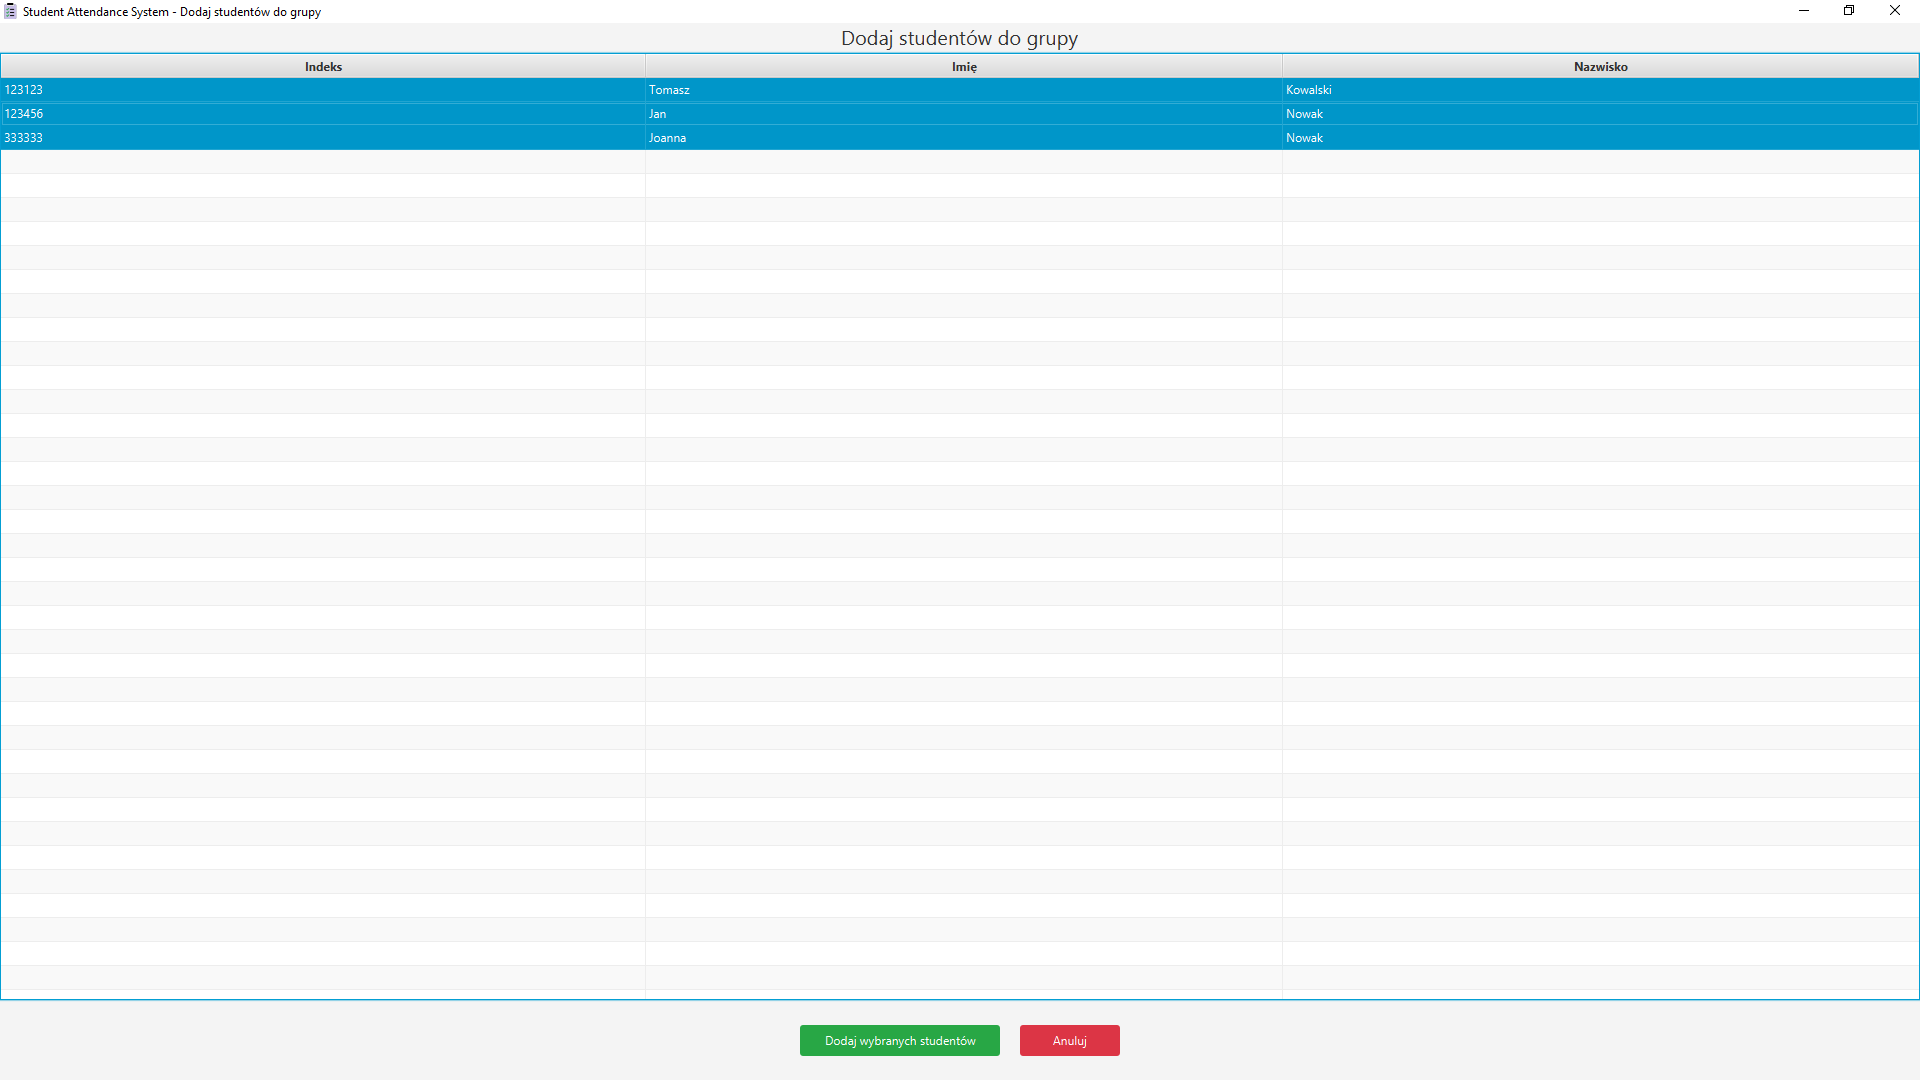 Student Attendance System - Dodaj studentów do grupy
Dodaj studentów do grupy
Indeks Imię Nazwisko
123123 Tomasz Kowalski
123456 Jan Nowak
333333 Joanna Nowak
Dodaj wybranych studentów Anuluj